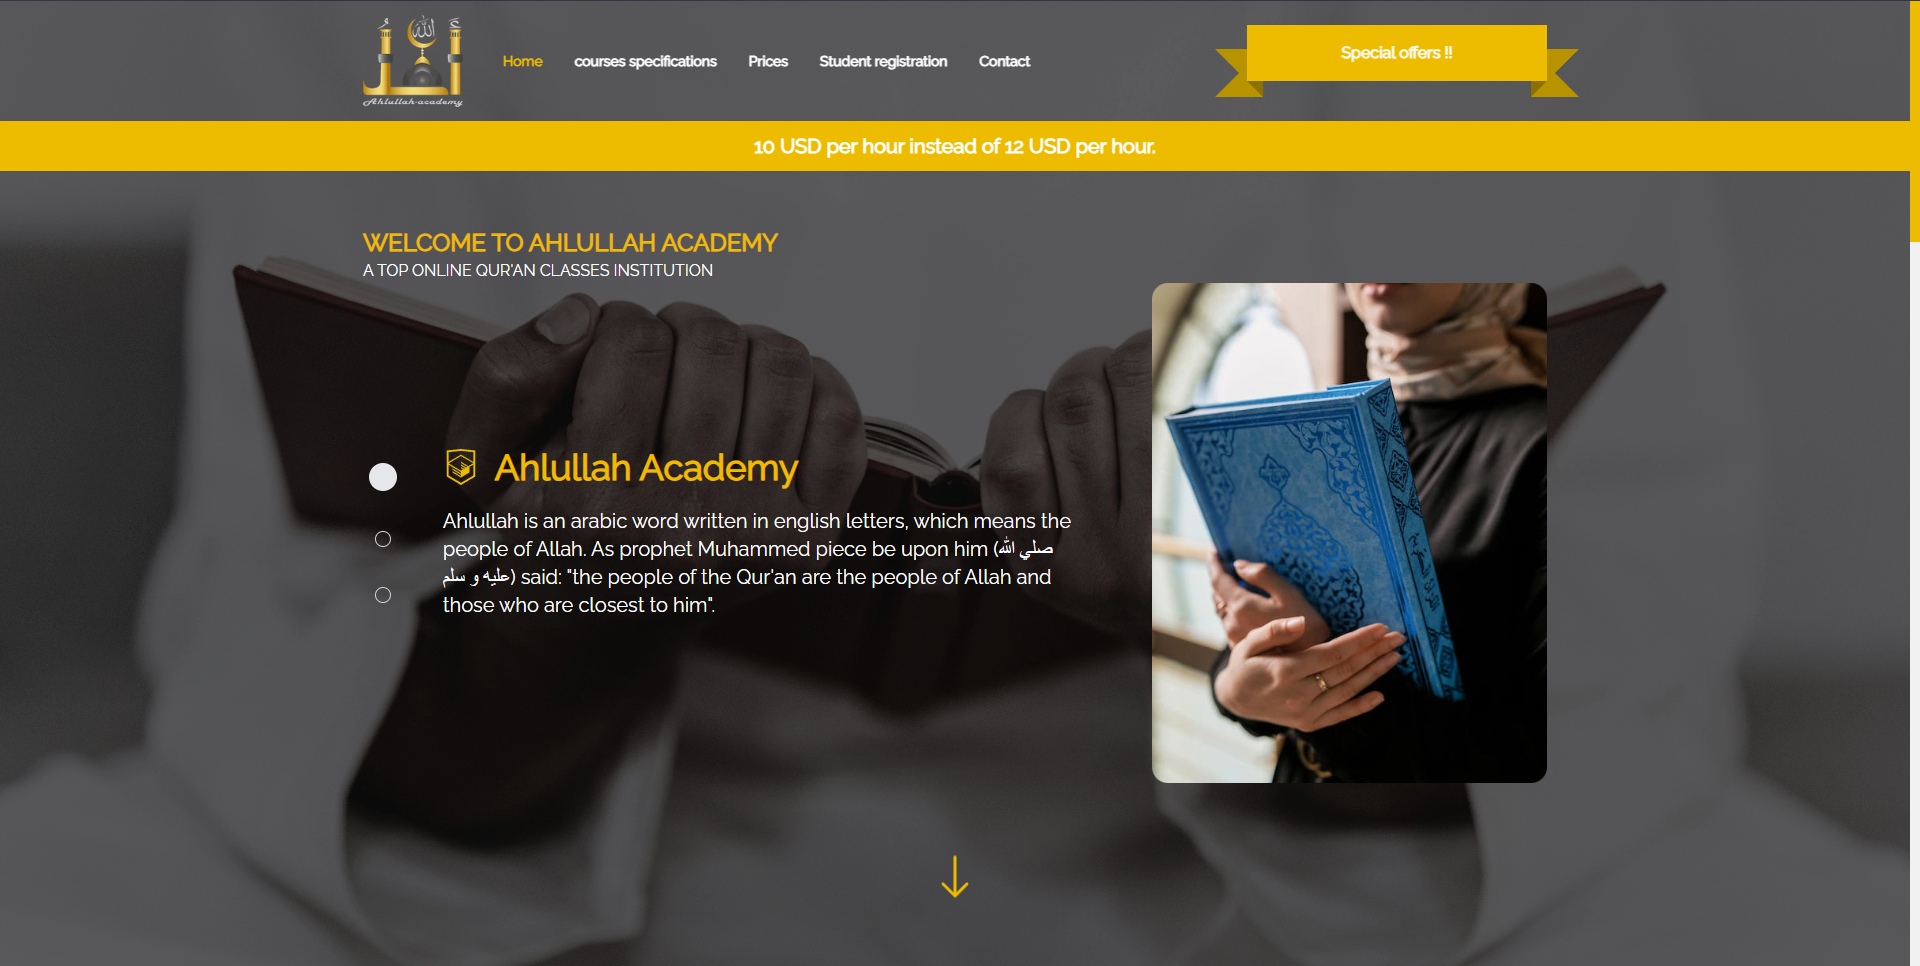 الله
أُ
أَ
Ahlullah-academy
Home
courses specifications
Prices
Student registration
Contact
Special offers !!
10 USD per hour instead of 12 USD per hour.
WELCOME TO AHLULLAH ACADEMY
A TOP ONLINE QUR'AN CLASSES INSTITUTION
Ahlullah Academy
Ahlullah is an arabic word written in english letters, which means the
people of Allah. As prophet Muhammed piece be upon him (صلي الله
عليه و سلم) said: "the people of the Qur'an are the people of Allah and
those who are closest to him".